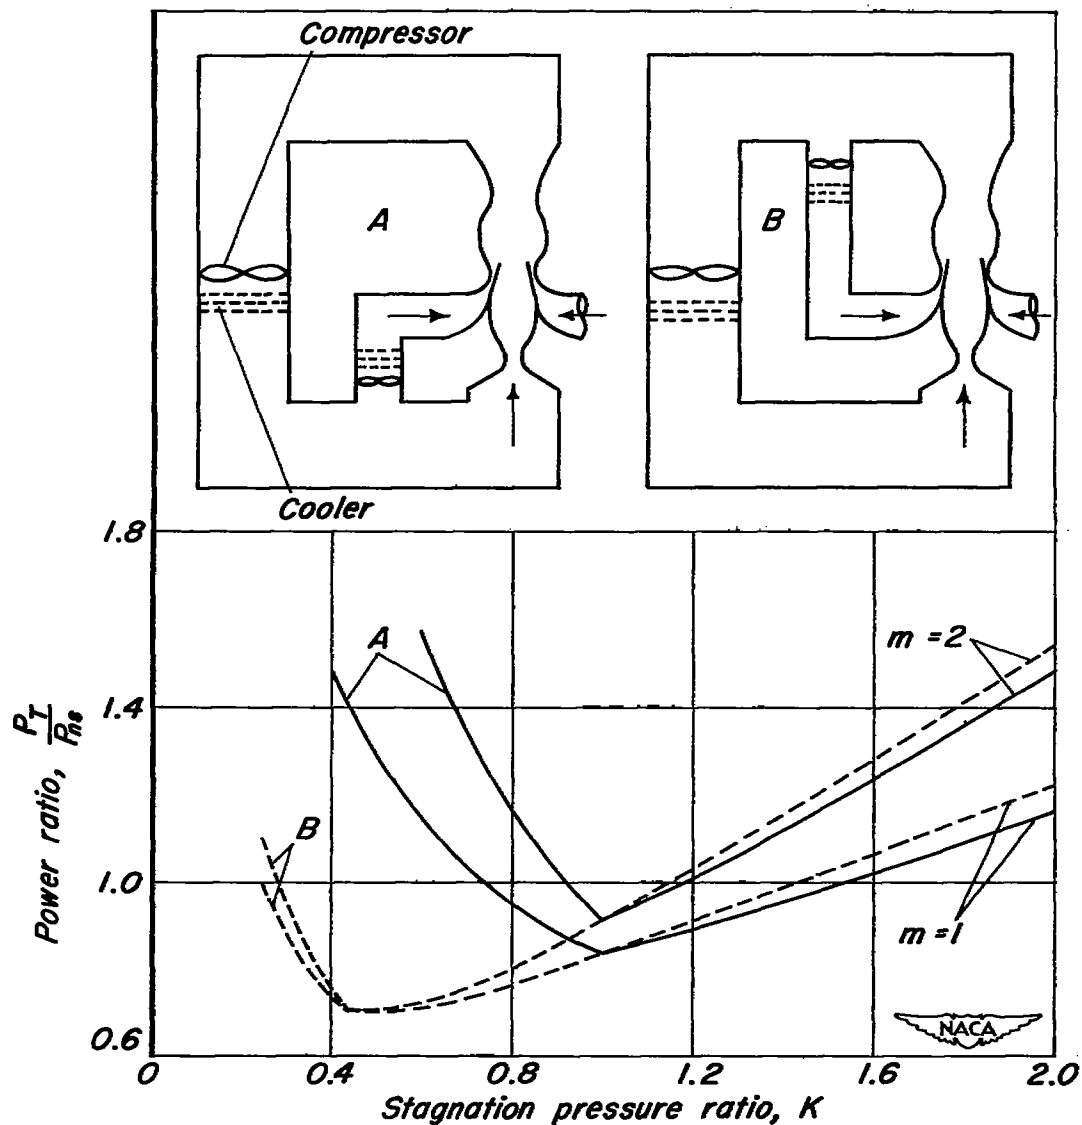 Compressor
A
B
Cooler
1.8
1.4
1.0
0.6
Power ratio, P_T/P_ns
A
B
m = 2
m = 1
NACA
0 0.4 0.8 1.2 1.6 2.0
Stagnation pressure ratio, K